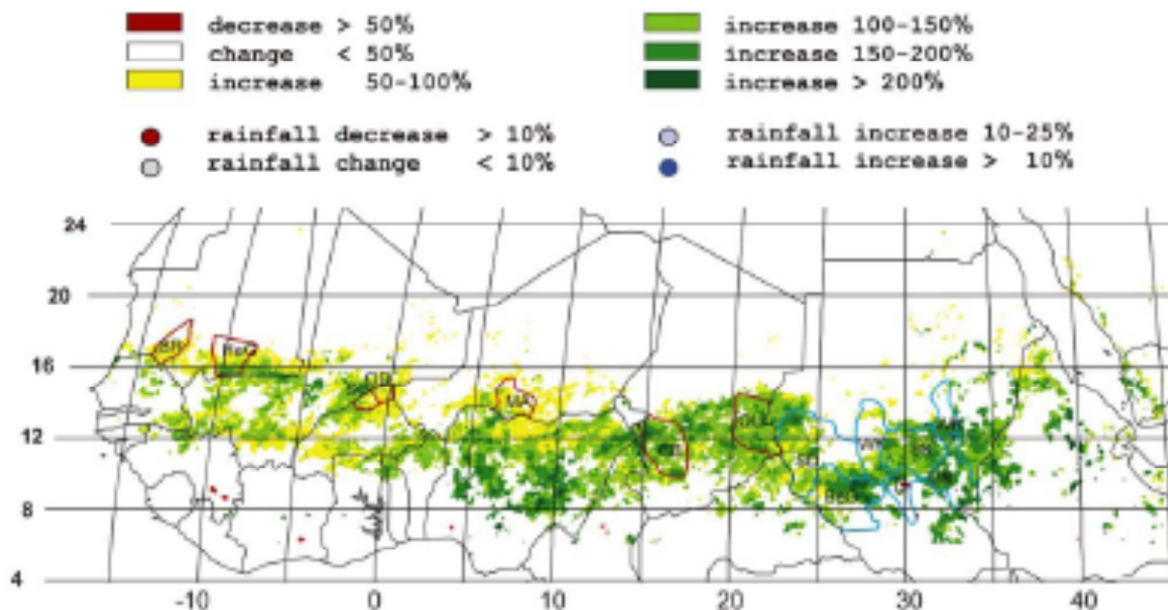 decrease > 50%
change < 50%
increase 50-100%
increase 100-150%
increase 150-200%
increase > 200%
rainfall decrease > 10%
rainfall change < 10%
rainfall increase 10-25%
rainfall increase > 10%
24
20
16
12
8
4
-10 0 10 20 30 40